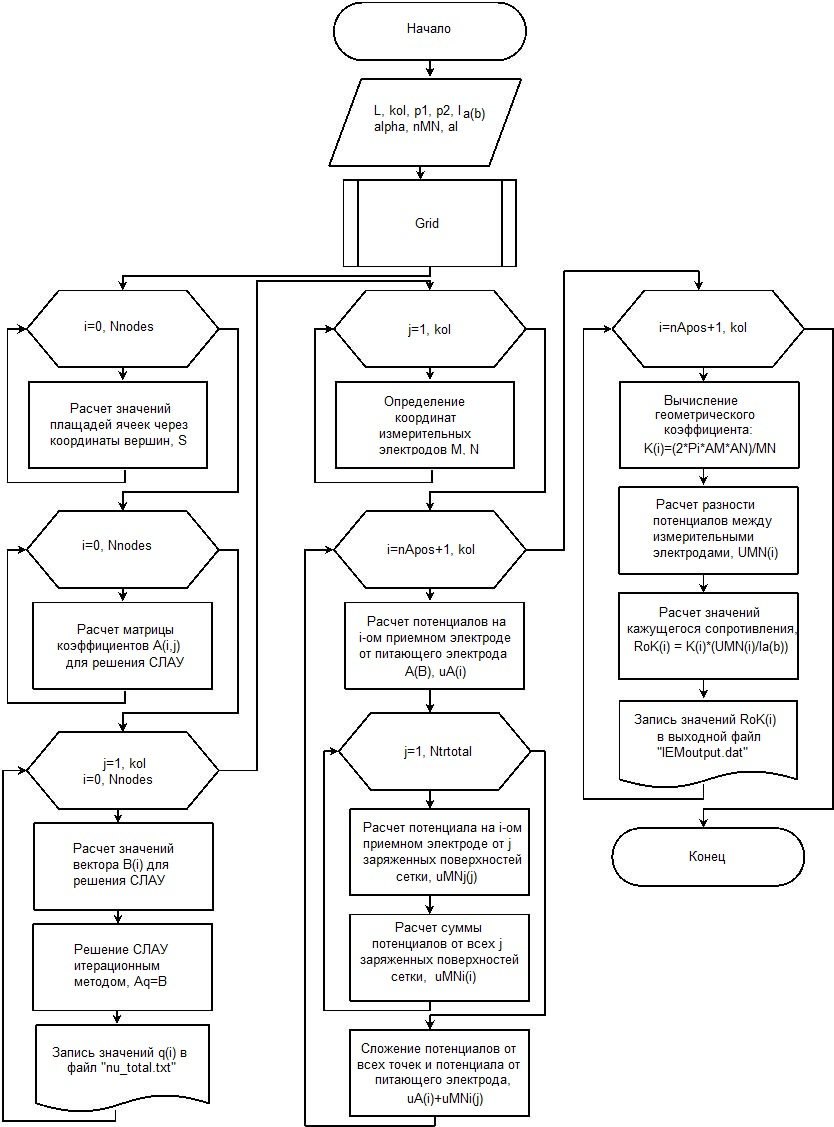 Начало
L, kol, p1, p2, I a(b)
alpha, nMN, al
Grid
i=0, Nnodes
Расчет значений
плащадей ячеек через
координаты вершин, S
i=0, Nnodes
Расчет матрицы
коэффициентов A(i,j)
для решения СЛАУ
j=1, kol
i=0, Nnodes
Расчет значений
вектора B(i) для
решения СЛАУ
Решение СЛАУ
итерационным
методом, Aq=B
Запись значений q(i) в
файл "nu_total.txt"
j=1, kol
Определение
координат
измерительных
электродов M, N
i=nApos+1, kol
Расчет потенциалов на
i-ом приемном электроде
от питающего электрода
A(B), uA(i)
j=1, Ntrtotal
Расчет потенциала на i-ом
приемном электроде от j
заряженных поверхностей
сетки, uMNj(j)
Расчет суммы
потенциалов от всех j
заряженных поверхностей
сетки, uMNi(i)
Сложение потенциалов от
всех точек и потенциала от
питающего электрода,
uA(i)+uMNi(j)
i=nApos+1, kol
Вычисление
геометрического
коэффициента:
K(i)=(2*Pi*AM*AN)/MN
Расчет разности
потенциалов между
измерительными
электродами, UMN(i)
Расчет значений
кажущегося сопротивления,
RoK(i) = K(i)*(UMN(i)/Ia(b))
Запись значений RoK(i)
в выходной файл
"IEMoutput.dat"
Конец